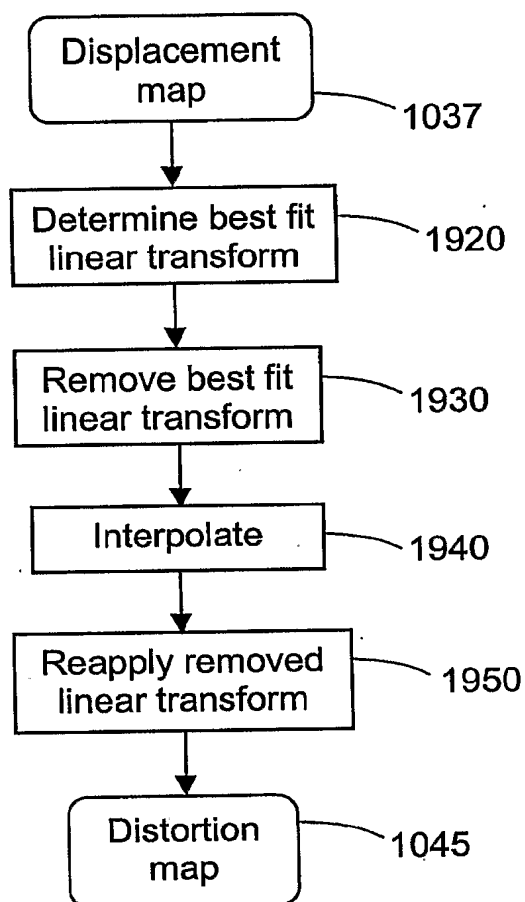 Displacement
map
1037
Determine best fit
linear transform
1920
Remove best fit
linear transform
1930
Interpolate
1940
Reapply removed
linear transform
1950
Distortion
map
1045